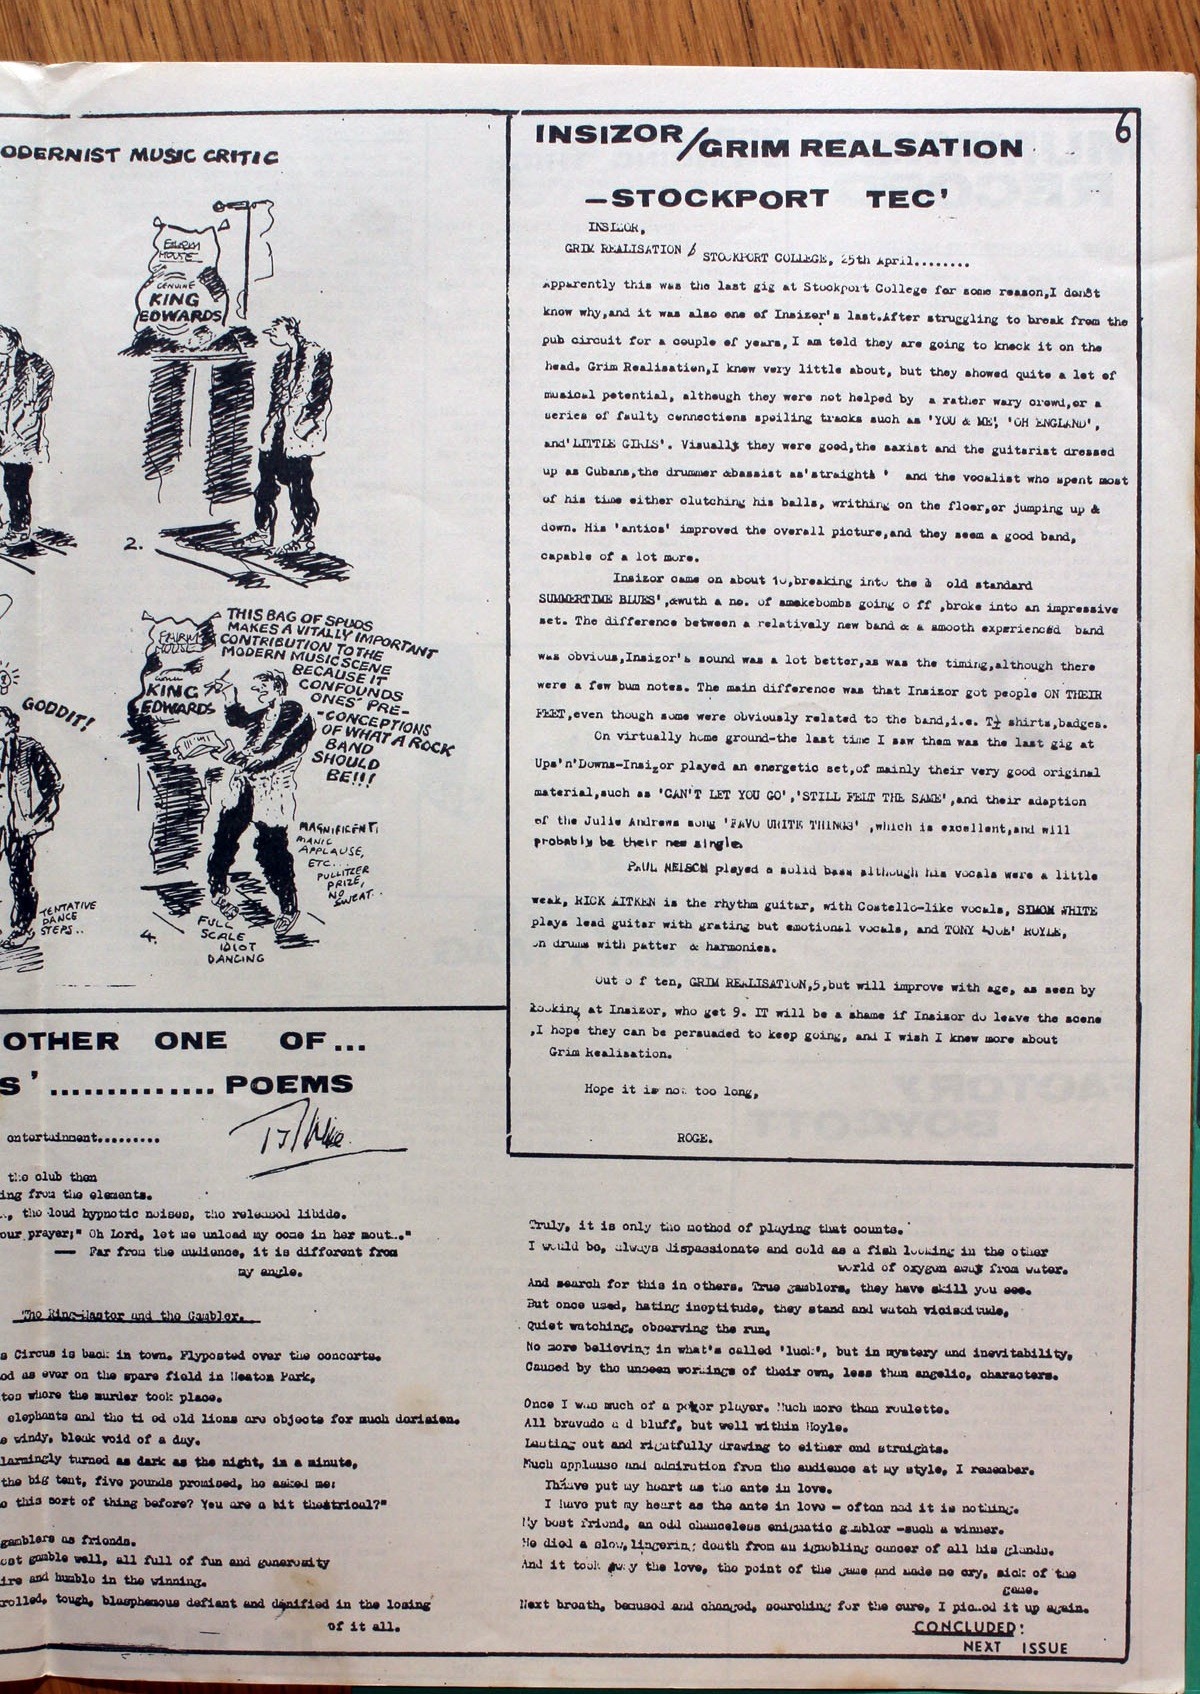 6
ODERNIST MUSIC CRITIC
GENUINE
KING
EDWARDS
2.
GODDIT!
TENTATIVE
DANCE
STEPS..
KING
EDWARDS
THIS BAG OF SPUDS
MAKES A VITALLY IMPORTANT
CONTRIBUTION TO THE
MODERN MUSIC SCENE
BECAUSE IT
CONFOUNDS
ONES' PRE-
-CONCEPTIONS
OF WHAT A ROCK
BAND
SHOULD
BE!!!
MAGNIFICENT,
MANIC
APPLAUSE,
ETC...
PULLITZER
PRIZE,
NO
SWEAT..
4.
FULL
SCALE
IDIOT
DANCING
INSIZOR/GRIM REALSATION
—STOCKPORT TEC'
INSIZOR,
GRIM REALISATION / STOCKPORT COLLEGE, 25th April........
Apparently this was the last gig at Stockport College for some reason,I don't
know why,and it was also one of Insizor's last.After struggling to break from the
pub circuit for a couple of years, I am told they are going to knock it on the
head. Grim Realisation,I knew very little about, but they showed quite a lot of
musical potential, although they were not helped by a rather wary crowd,or a
series of faulty connections spoiling tracks such as 'YOU & ME', 'OH ENGLAND',
and'LITTLE GIRLS'. Visually they were good,the saxist and the guitarist dressed
up as Cubans,the drummer &bassist as'straights ' and the vocalist who spent most
of his time either clutching his balls, writhing on the floor,or jumping up &
down. His 'antics' improved the overall picture,and they seem a good band,
capable of a lot more.
Insizor came on about 10,breaking into the old standard
SUMMERTIME BLUES',&wuth a no. of smokebombs going o ff ,broke into an impressive
set. The difference between a relatively new band & a smooth experienced band
was obvious,Insizor's sound was a lot better,as was the timing,although there
were a few bum notes. The main difference was that Insizor got people ON THEIR
FEET,even though some were obviously related to the band,i.e. T shirts,badges.
On virtually home ground-the last time I saw them was the last gig at
Ups'n'Downs-Insizor played an energetic set,of mainly their very good original
material,such as 'CAN'T LET YOU GO','STILL FELT THE SAME',and their adaption
of the Julie Andrews song 'FAVO URITE THINGS' ,which is excellent,and will
probably be their new single.
PAUL NELSON played a solid bass although his vocals were a little
weak, RICK AITKEN is the rhythm guitar, with Costello-like vocals, SIMON WHITE
plays lead guitar with grating but emotional vocals, and TONY 'JOE' HOYLE,
on drums with patter & harmonies.
Out o f ten, GRIM REALISATION,5,but will improve with age, as seen by
looking at Insizor, who get 9. IT will be a shame if Insizor do leave the scene
,I hope they can be persuaded to keep going, and I wish I knew more about
Grim Realisation.
Hope it is not too long,
ROGE.
OTHER ONE OF...
S'.............. POEMS
entertainment.........
the club then
ing from the elements.
., the loud hypnotic noises, the released libido.
our prayer;" Oh Lord, let me unload my come in her mout..."
— Far from the audience, it is different from
my angle.
The Ring-Master and the Gambler.
s Circus is back in town. Flyposted over the concerts.
od as ever on the spare field in Heaton Park,
tes where the murder took place.
elephants and the ti ed old lions are objects for much derision.
e windy, bleak void of a day.
larmingly turned as dark as the night, in a minute,
the big tent, five pounds promised, he asked me:
o this sort of thing before? You are a bit theatrical?"
gamblers as friends.
ost gamble well, all full of fun and generosity
ire and humble in the winning.
rolled, tough, blasphemous defiant and denified in the losing
of it all.
Truly, it is only the method of playing that counts.
I would be, always dispassionate and cold as a fish looking in the other
world of oxygen away from water.
And search for this in others. True gamblers, they have skill you see.
But once used, hating ineptitude, they stand and watch vicissitude,
Quiet watching, observing the run,
No more believing in what's called 'luck', but in mystery and inevitability,
Caused by the unseen workings of their own, less than angelic, characters.
Once I was much of a poker player. Much more than roulette.
All bravado a d bluff, but well within Hoyle.
Lasting out and rightfully drawing to either end straights.
Much applause and admiration from the audience at my style, I remember.
I have put my heart as the ante in love.
I have put my heart as the ante in love - often and it is nothing.
My best friend, an odd chanceless enigmatic gambler -such a winner.
He died a slow,lingering death from an ignobling cancer of all his glands.
And it took away the love, the point of the game and made me cry, sick of the
game.
Next breath, bemused and changed, searching for the cure, I picked it up again.
CONCLUDED:
NEXT ISSUE